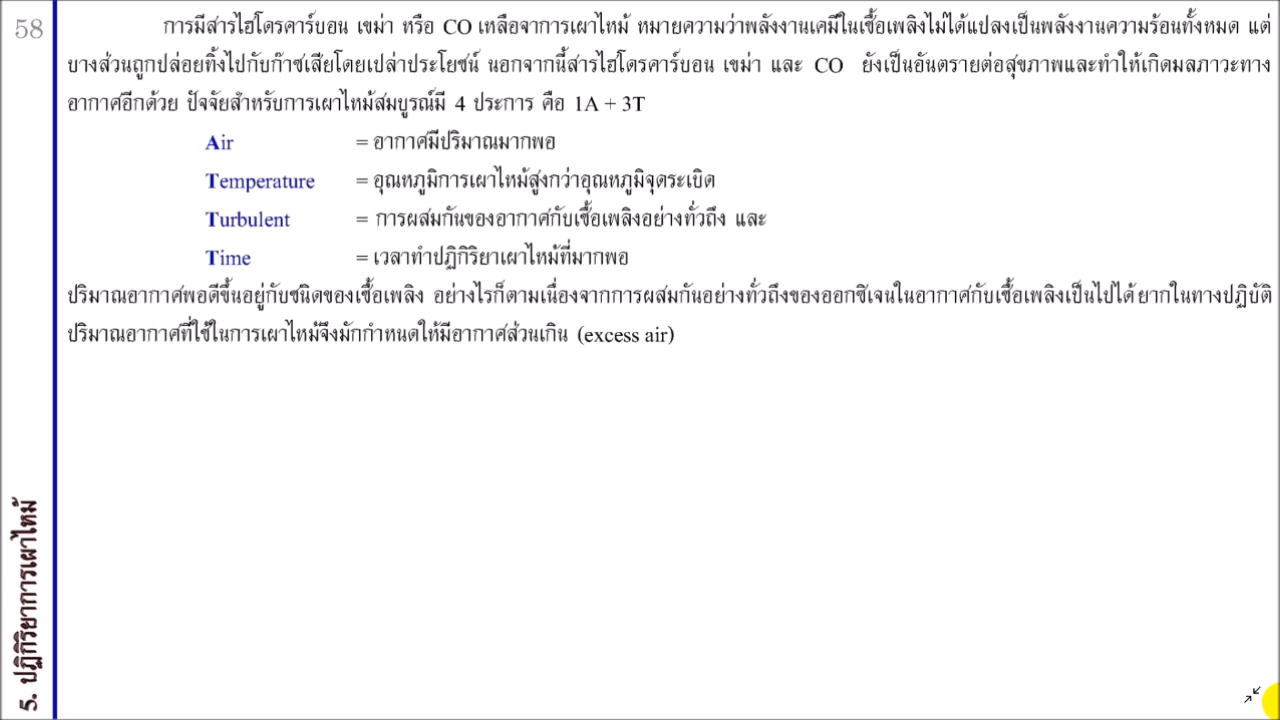 58
การมีสารไฮโดรคาร์บอน เขม่า หรือ CO เหลือจาการเผาไหม้ หมายความว่าพลังงานเคมีในเชื้อเพลิงไม่ได้แปลงเป็นพลังงานความร้อนทั้งหมด แต่
บางส่วนถูกปล่อยทิ้งไปกับก๊าซเสียโดยเปล่าประโยชน์ นอกจากนี้สารไฮโดรคาร์บอน เขม่า และ CO ยังเป็นอันตรายต่อสุขภาพและทำให้เกิดมลภาวะทาง
อากาศอีกด้วย ปัจจัยสำหรับการเผาไหม้สมบูรณ์มี 4 ประการ คือ 1A + 3T
Air = อากาศมีปริมาณมากพอ
Temperature = อุณหภูมิการเผาไหม้สูงกว่าอุณหภูมิจุดระเบิด
Turbulent = การผสมกันของอากาศกับเชื้อเพลิงอย่างทั่วถึง และ
Time = เวลาทำปฏิกิริยาเผาไหม้ที่มากพอ
ปริมาณอากาศพอดีขึ้นอยู่กับชนิดของเชื้อเพลิง อย่างไรก็ตามเนื่องจากการผสมกันอย่างทั่วถึงของออกซิเจนในอากาศกับเชื้อเพลิงเป็นไปได้ยากในทางปฏิบัติ
ปริมาณอากาศที่ใช้ในการเผาไหม้จึงมักกำหนดให้มีอากาศส่วนเกิน (excess air)
5. ปฏิกิริยาการเผาไหม้